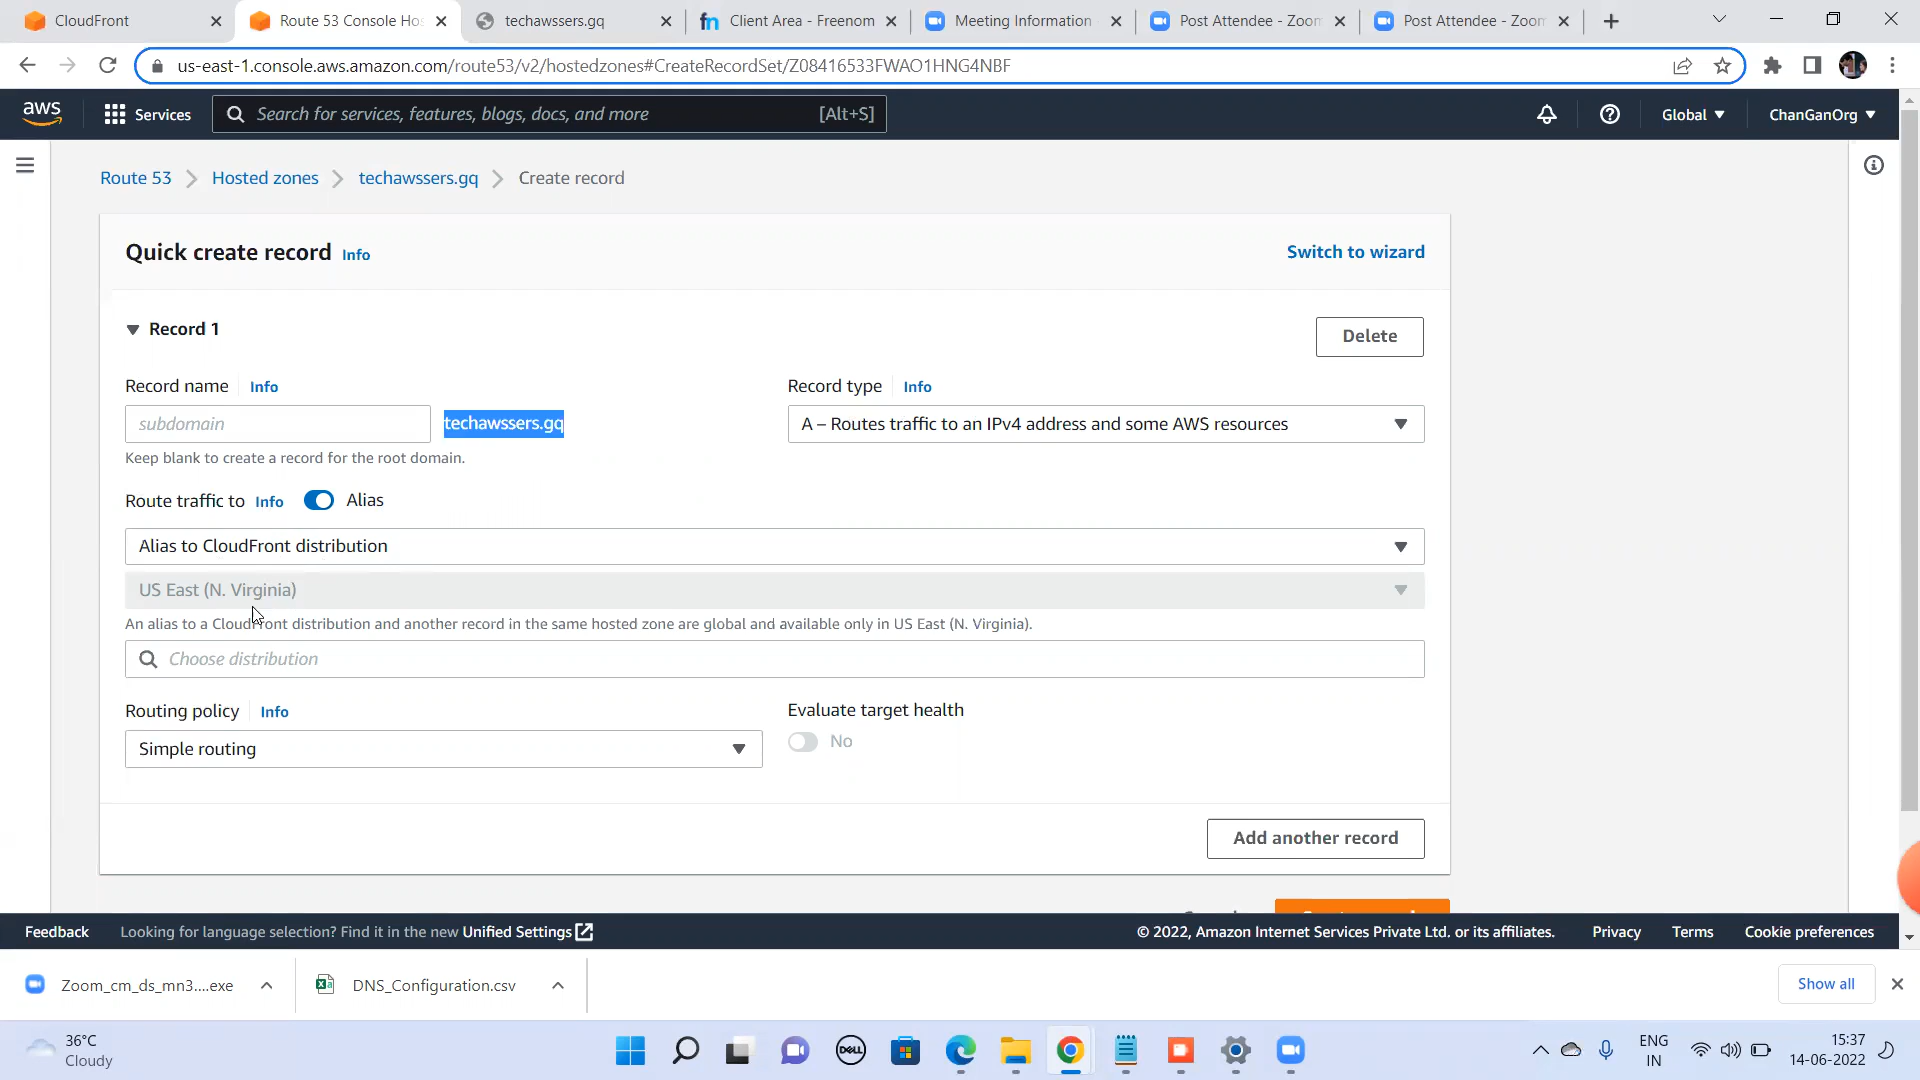 CloudFront
Route 53 Console Hos
techawssers.gq
Client Area - Freenom
Meeting Information
Post Attendee - Zoom
Post Attendee - Zoom
us-east-1.console.aws.amazon.com/route53/v2/hostedzones#CreateRecordSet/Z08416533FWAO1HNG4NBF
aws
Services
Search for services, features, blogs, docs, and more
[Alt+S]
Global
ChanGanOrg
Route 53
Hosted zones
techawssers.gq
Create record
Quick create record
Info
Switch to wizard
Record 1
Delete
Record name
Info
Record type
Info
subdomain
techawssers.gq
A – Routes traffic to an IPv4 address and some AWS resources
Keep blank to create a record for the root domain.
Route traffic to
Info
Alias
Alias to CloudFront distribution
US East (N. Virginia)
An alias to a CloudFront distribution and another record in the same hosted zone are global and available only in US East (N. Virginia).
Choose distribution
Routing policy
Info
Evaluate target health
Simple routing
No
Add another record
Feedback
Looking for language selection? Find it in the new Unified Settings
© 2022, Amazon Internet Services Private Ltd. or its affiliates.
Privacy
Terms
Cookie preferences
Zoom_cm_ds_mn3....exe
DNS_Configuration.csv
Show all
36°C
Cloudy
DELL
ENG
IN
15:37
14-06-2022